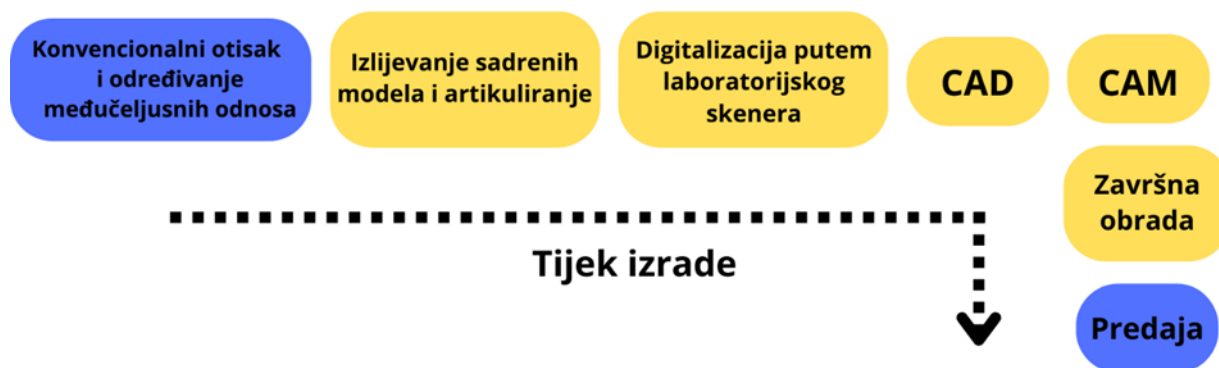 Konvencionalni otisak
i određivanje
međučeljusnih odnosa
Izlijevanje sadrenih
modela i artikuliranje
Digitalizacija putem
laboratorijskog
skenera
CAD
CAM
Završna
obrada
Tijek izrade
Predaja